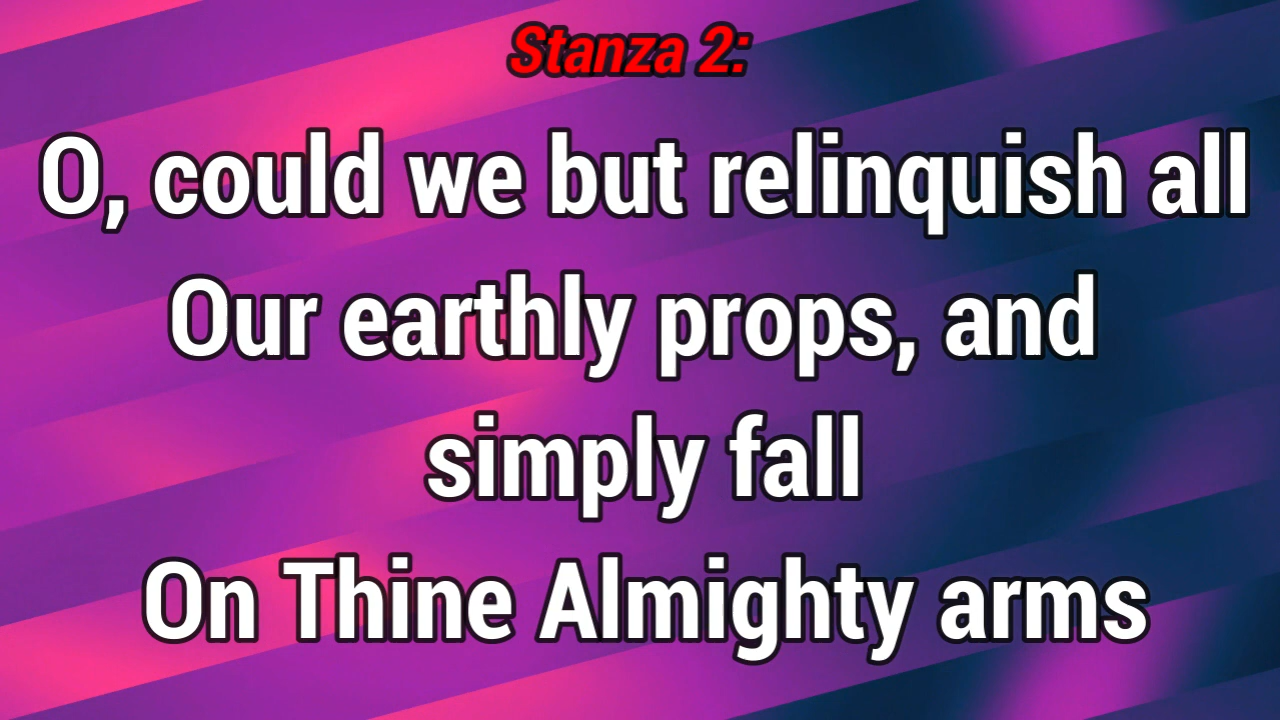 Stanza 2:
O, could we but relinquish all
Our earthly props, and
simply fall
On Thine Almighty arms